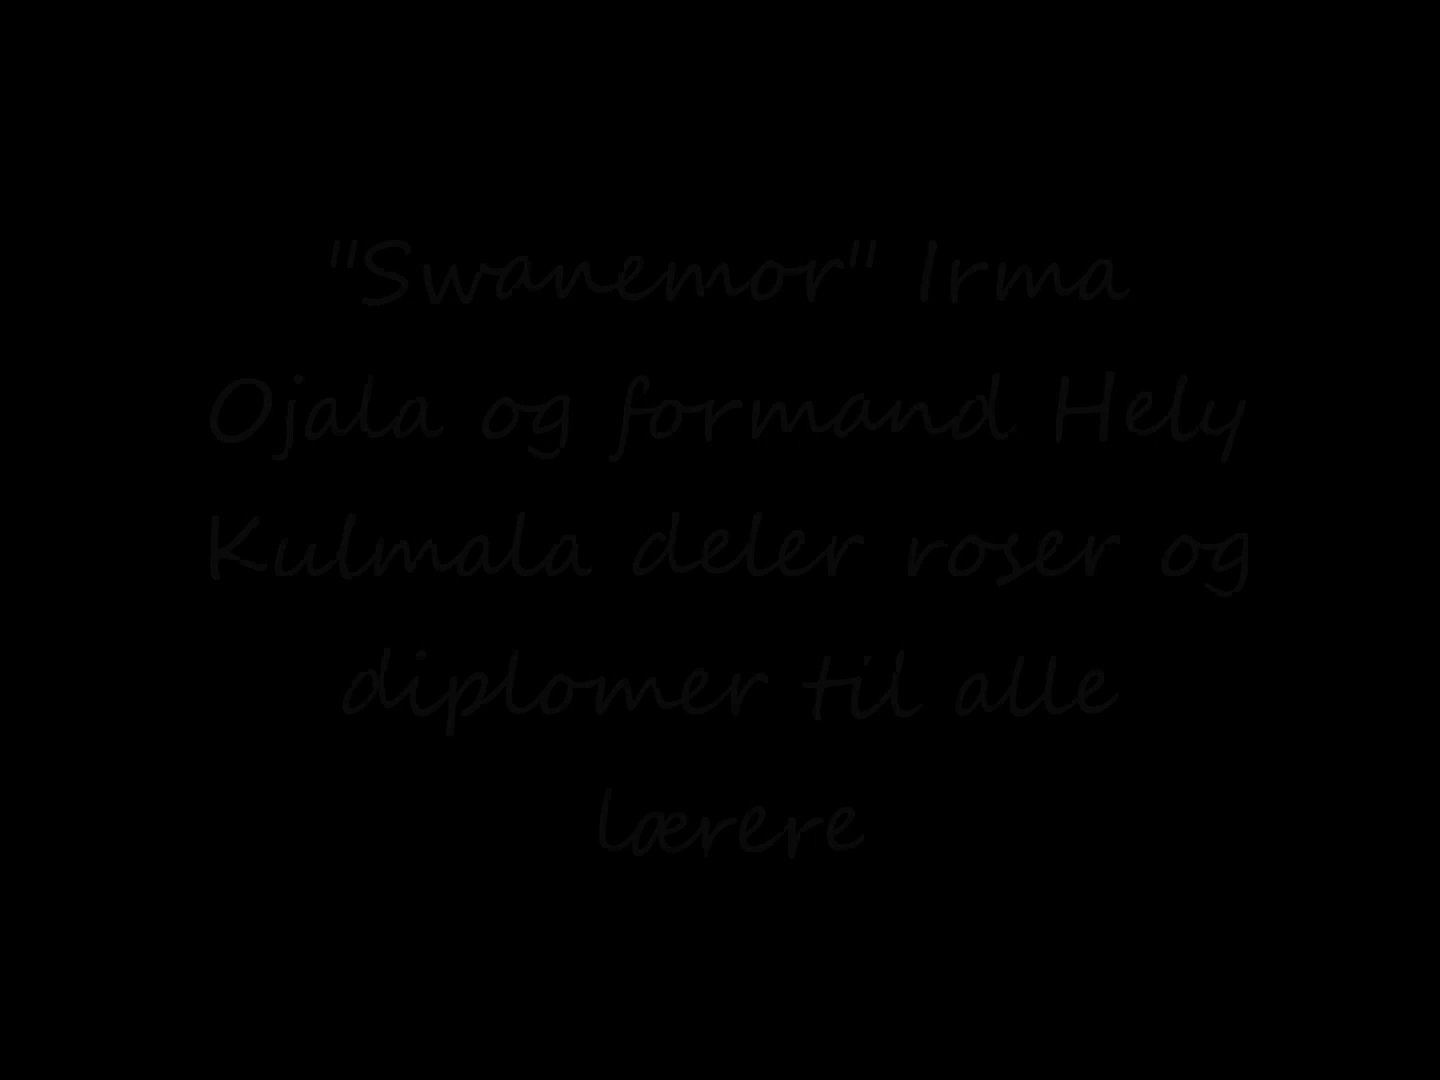 "Swanemor" Irma
Ojala og formand Hely
Kulmala deler roser og
diplomer til alle
lærere